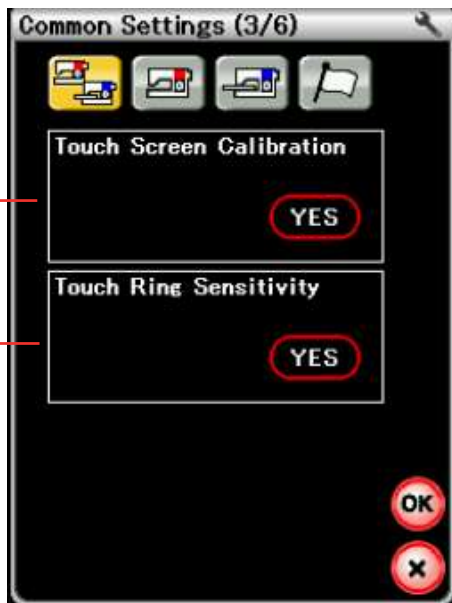 Common Settings (3/6)
Touch Screen Calibration
YES
Touch Ring Sensitivity
YES
OK